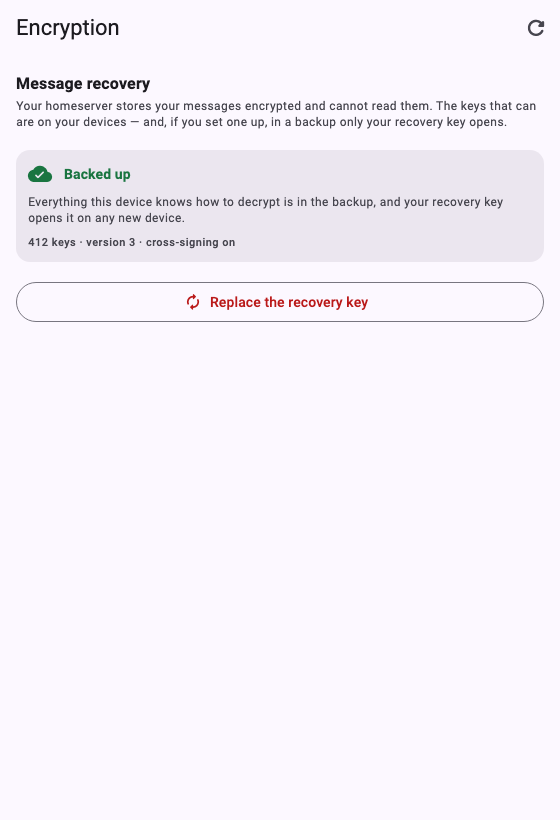 Encryption
Message recovery
Your homeserver stores your messages encrypted and cannot read them. The keys that can
are on your devices — and, if you set one up, in a backup only your recovery key opens.
Backed up
Everything this device knows how to decrypt is in the backup, and your recovery key
opens it on any new device.
412 keys · version 3 · cross-signing on
Replace the recovery key